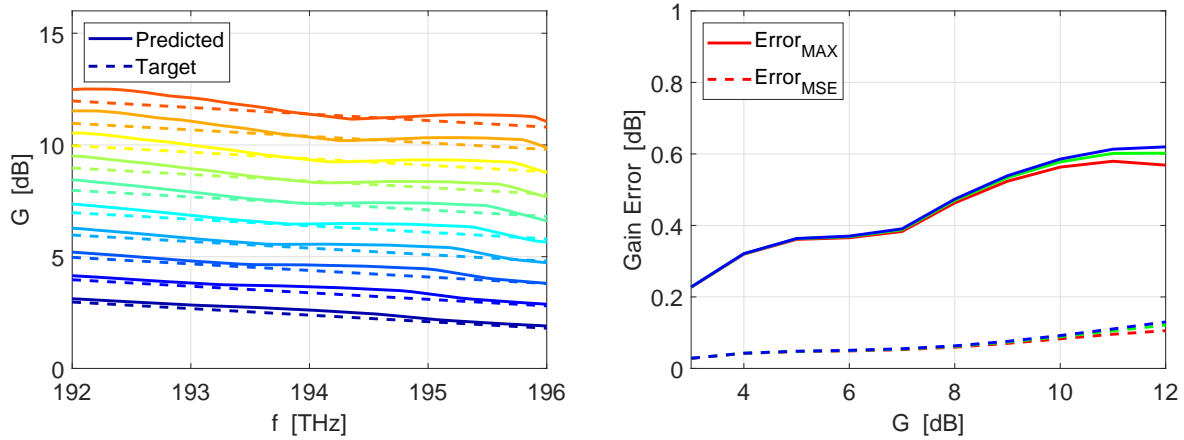 15
10
5
0
G [dB]
Predicted
Target
192
193
194
195
196
f [THz]
1
0.8
0.6
0.4
0.2
0
Gain Error [dB]
Error_MAX
Error_MSE
4
6
8
10
12
G [dB]